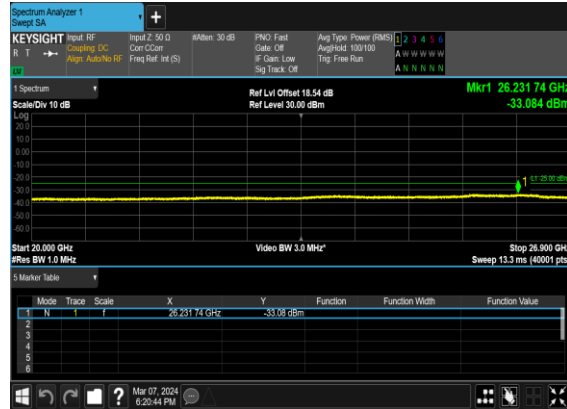 Spectrum Analyzer 1
Swept SA
+
KEYSIGHT Input: RF Input Z: 50 Ω #Atten: 30 dB PNO: Fast Avg Type: Power (RMS) 1 2 3 4 5 6
R T Coupling: DC Corr CCorr Gate: Off Avg|Hold: 100/100 A W W W W W
Align: Auto/No RF Freq Ref: Int (S) IF Gain: Low Trig: Free Run
LW Sig Track: Off A N N N N N
1 Spectrum Ref Lvl Offset 18.54 dB Mkr1 26.231 74 GHz
Scale/Div 10 dB Ref Level 30.00 dBm -33.084 dBm
Log
20.0
10.0
0.00
-10.0
-20.0
1 -25.00 dBm
-30.0
-40.0
-50.0
-60.0
Start 20.000 GHz Video BW 3.0 MHz* Stop 26.900 GHz
#Res BW 1.0 MHz Sweep 13.3 ms (40001 pts)
5 Marker Table
Mode Trace Scale X Y Function Function Width Function Value
1 N 1 f 26.231 74 GHz -33.08 dBm
2
3
4
5
6
? Mar 07, 2024
6:20:44 PM